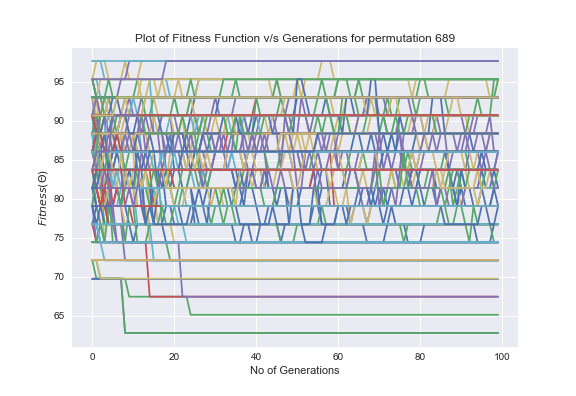 Plot of Fitness Function v/s Generations for permutation 689
Fitness(Θ)
95
90
85
80
75
70
65
0 20 40 60 80 100
No of Generations